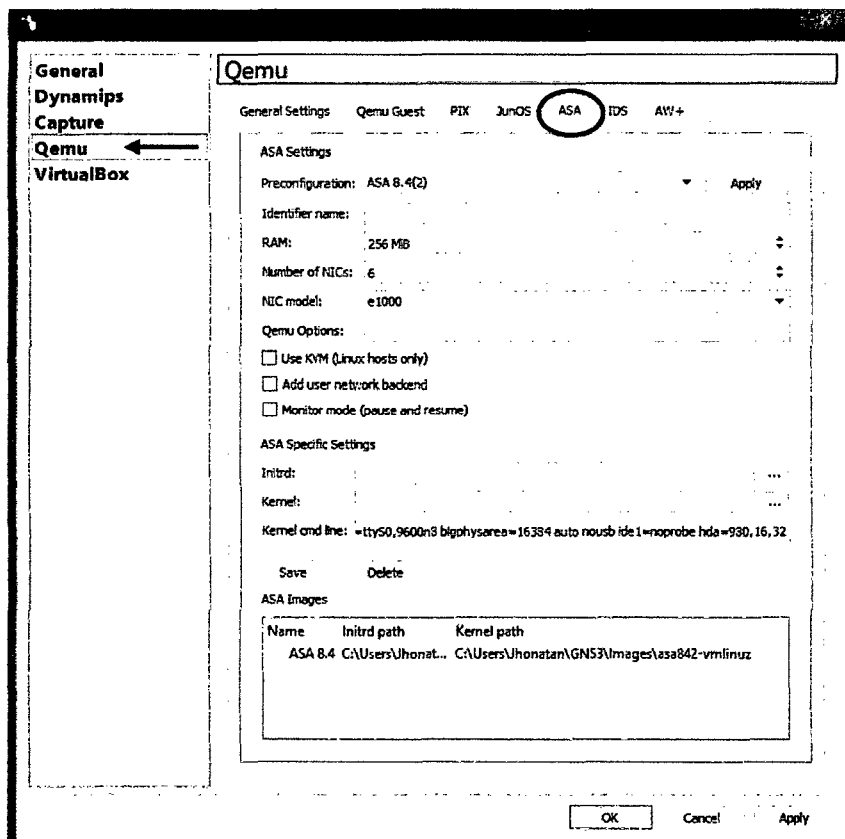 General
Dynamips
Capture
Qemu
VirtualBox
Qemu
General Settings Qemu Guest PIX JunOS ASA IDS AW+
ASA Settings
Preconfiguration: ASA 8.4(2) Apply
Identifier name:
RAM: 256 MiB
Number of NICs: 6
NIC model: e1000
Qemu Options:
Use KVM (Linux hosts only)
Add user network backend
Monitor mode (pause and resume)
ASA Specific Settings
Initrd: ...
Kernel: ...
Kernel cmd line: =ttyS0,9600n8 bigphysarea=16384 auto nousb ide1=noprobe hda=980,16,32
Save Delete
ASA Images
Name Initrd path Kernel path
ASA 8.4 C:\Users\Jhonat... C:\Users\Jhonatan\GNS3\Images\asa842-vmlinuz
OK Cancel Apply